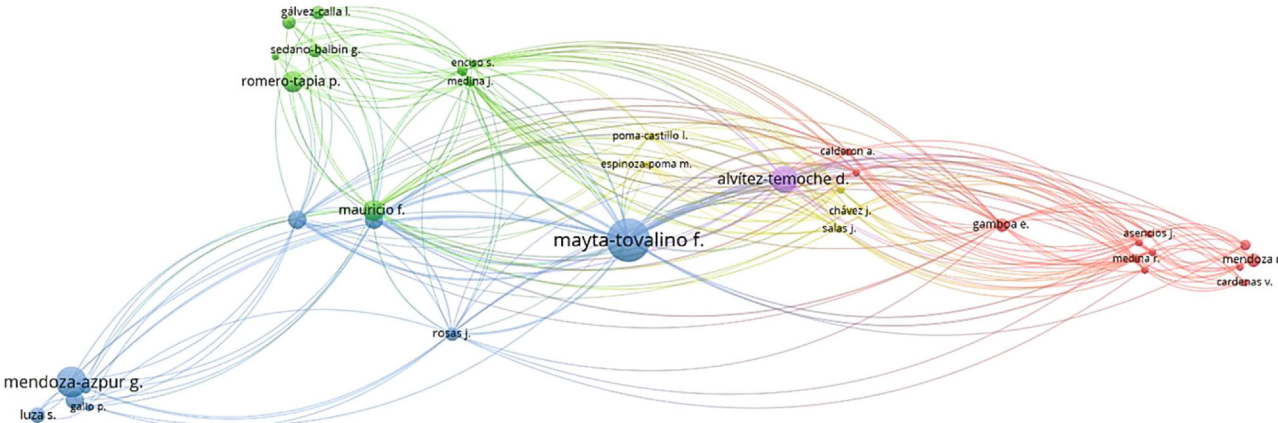 gálvez-calla l.
sedano-balbin g.
romero-tapia p.
enciso s.
medina j.
poma-castillo l.
espinoza-poma m.
calderon a.
alvítez-temoche d.
mauricio f.
chávez j.
salas j.
gamboa e.
mayta-tovalino f.
asencios j.
medina r.
mendoza r
cardenas v.
rosas j.
mendoza-azpur g.
gallo p.
luza s.